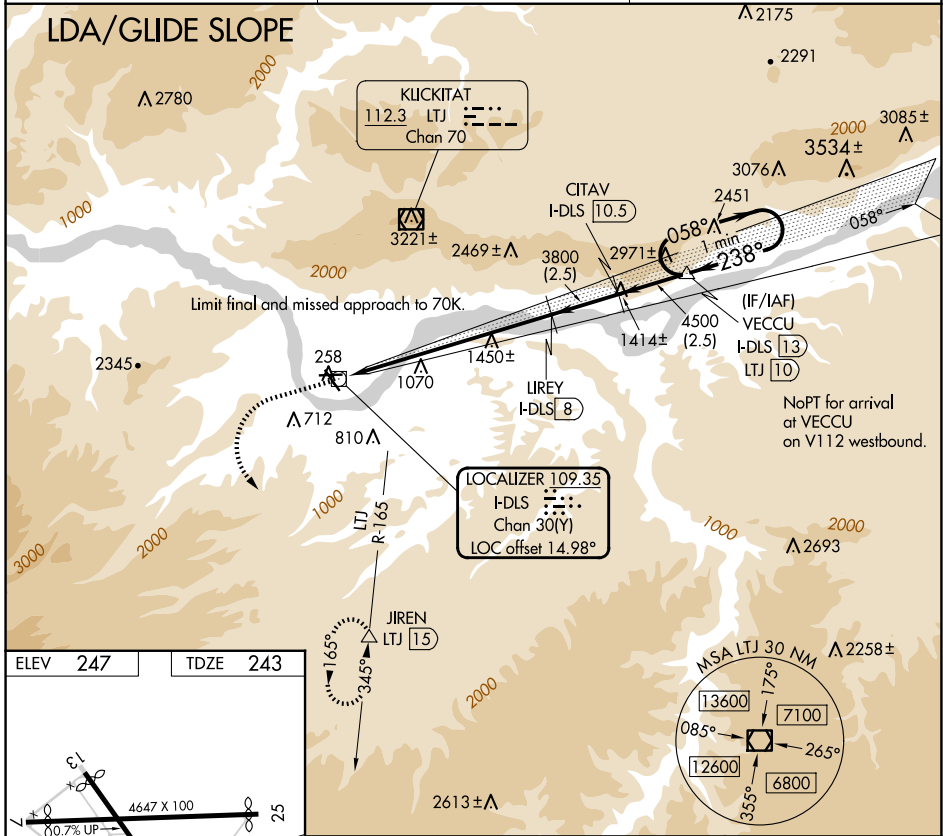 LDA/GLIDE SLOPE
2175
2291
2000
2780
KLICKITAT
112.3 LTJ
Chan 70
2000
3085±
3534±
3076
2451
CITAV
I-DLS 10.5
058°
1 min
238°
058°
1000
3221±
2469±
2971±
3800
(2.5)
2000
Limit final and missed approach to 70K.
4500
(2.5)
(IF/IAF)
VECCU
I-DLS 13
LTJ 10
1414±
1450±
2345
258
1070
LIREY
I-DLS 8
NoPT for arrival
at VECCU
on V112 westbound.
712
810
LOCALIZER 109.35
I-DLS
Chan 30(Y)
LOC offset 14.98°
LTJ
R-165
1000
2000
3000
1000
2000
2693
JIREN
LTJ 15
165°
345°
2000
2258±
MSA LTJ 30 NM
13600
175°
7100
085°
265°
12600
6800
355°
2613±
ELEV 247
TDZE 243
13
4647 X 100
25
7
0.7% UP